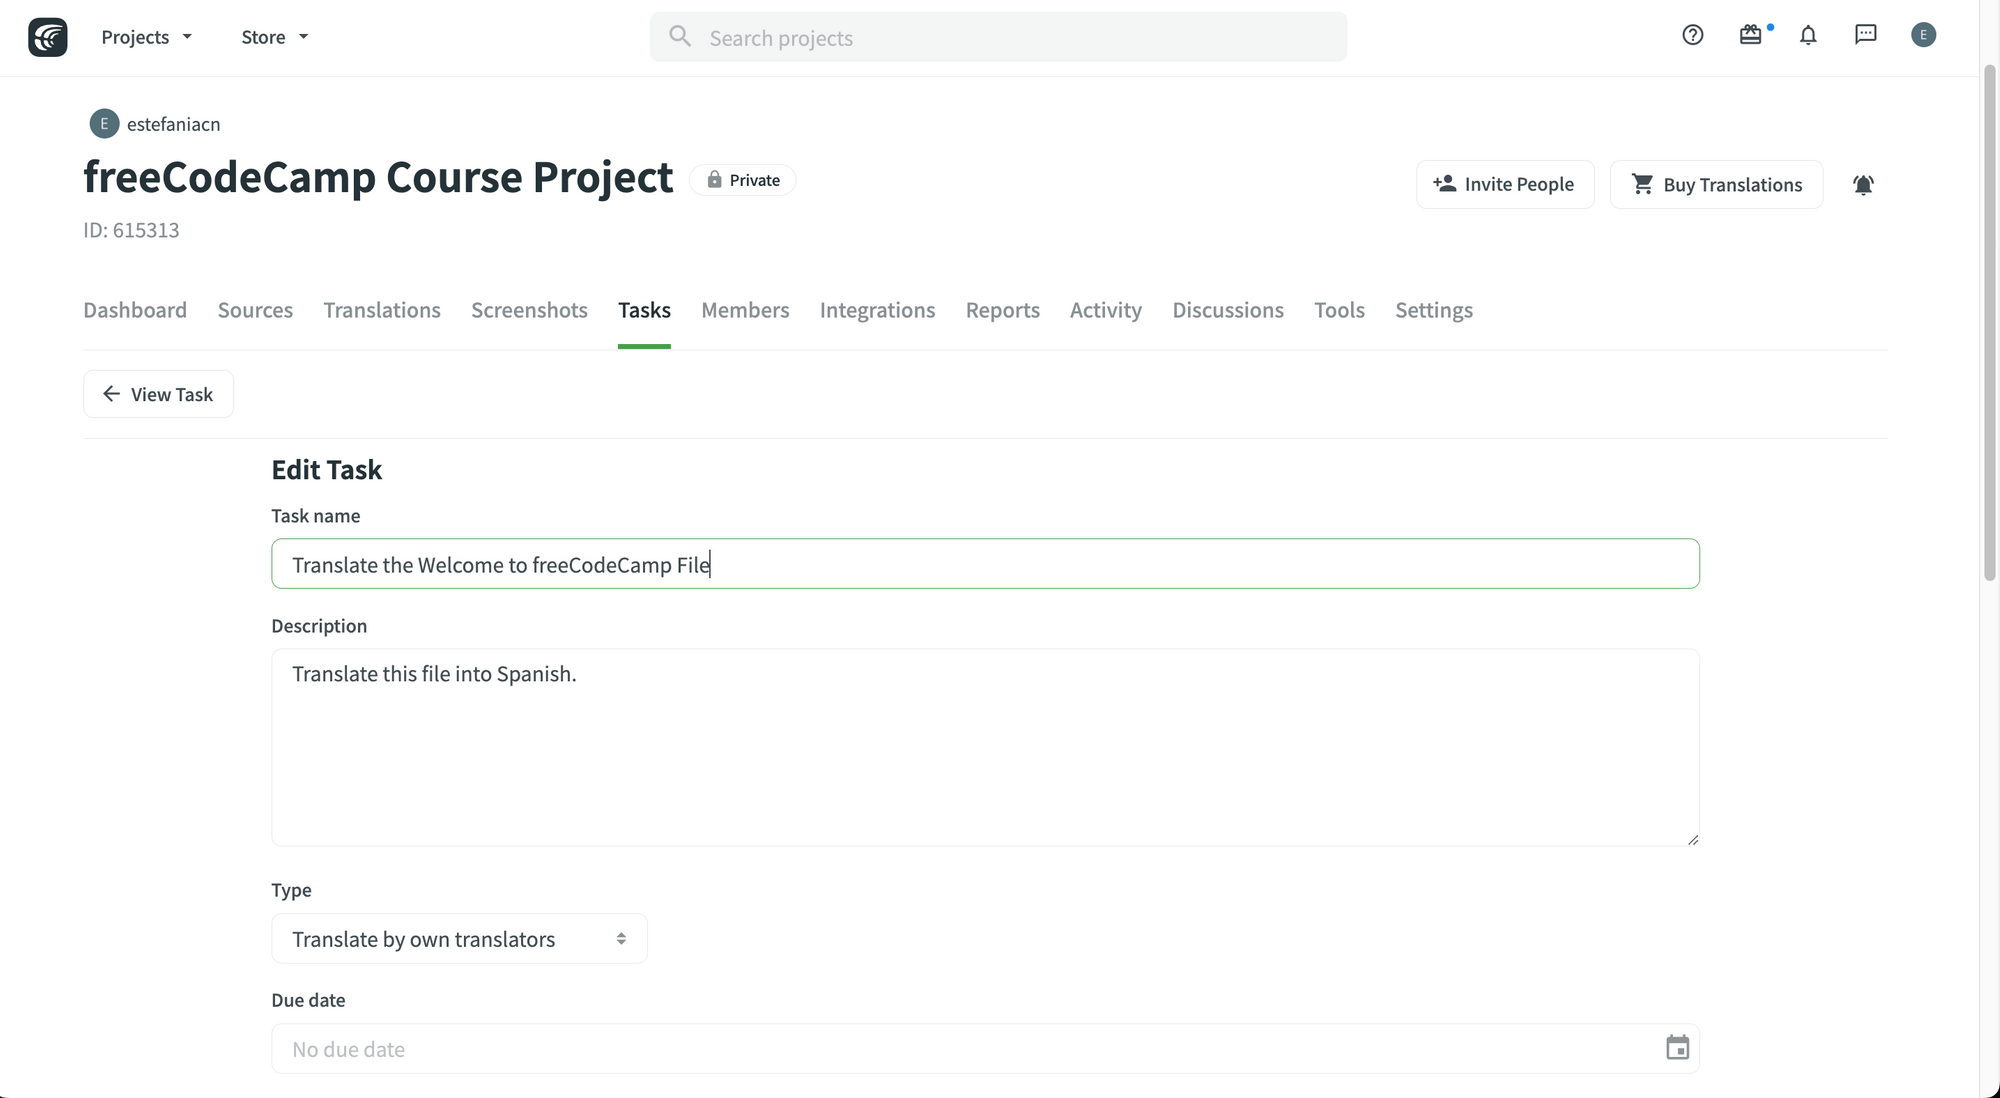 Projects Store Search projects E
E estefaniacn
freeCodeCamp Course Project Private
Invite People Buy Translations
ID: 615313
Dashboard Sources Translations Screenshots Tasks Members Integrations Reports Activity Discussions Tools Settings
View Task
Edit Task
Task name
Translate the Welcome to freeCodeCamp File
Description
Translate this file into Spanish.
Type
Translate by own translators
Due date
No due date